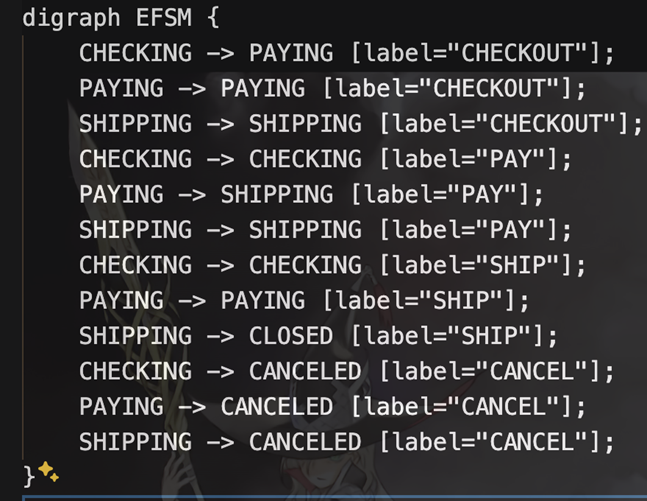 digraph EFSM {
    CHECKING -> PAYING [label="CHECKOUT"];
    PAYING -> PAYING [label="CHECKOUT"];
    SHIPPING -> SHIPPING [label="CHECKOUT"];
    CHECKING -> CHECKING [label="PAY"];
    PAYING -> SHIPPING [label="PAY"];
    SHIPPING -> SHIPPING [label="PAY"];
    CHECKING -> CHECKING [label="SHIP"];
    PAYING -> PAYING [label="SHIP"];
    SHIPPING -> CLOSED [label="SHIP"];
    CHECKING -> CANCELED [label="CANCEL"];
    PAYING -> CANCELED [label="CANCEL"];
    SHIPPING -> CANCELED [label="CANCEL"];
}